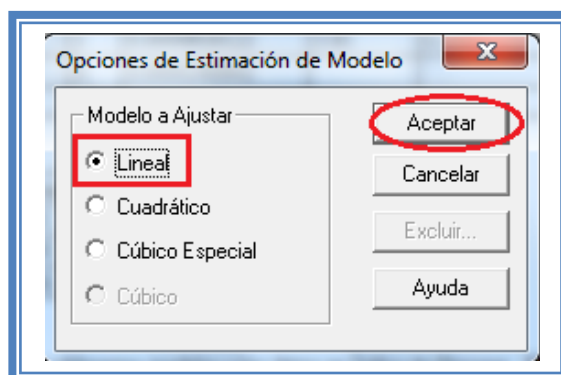 Opciones de Estimación de Modelo
x
Modelo a Ajustar
Lineal
Cuadrático
Cúbico Especial
Cúbico
Aceptar
Cancelar
Excluir...
Ayuda